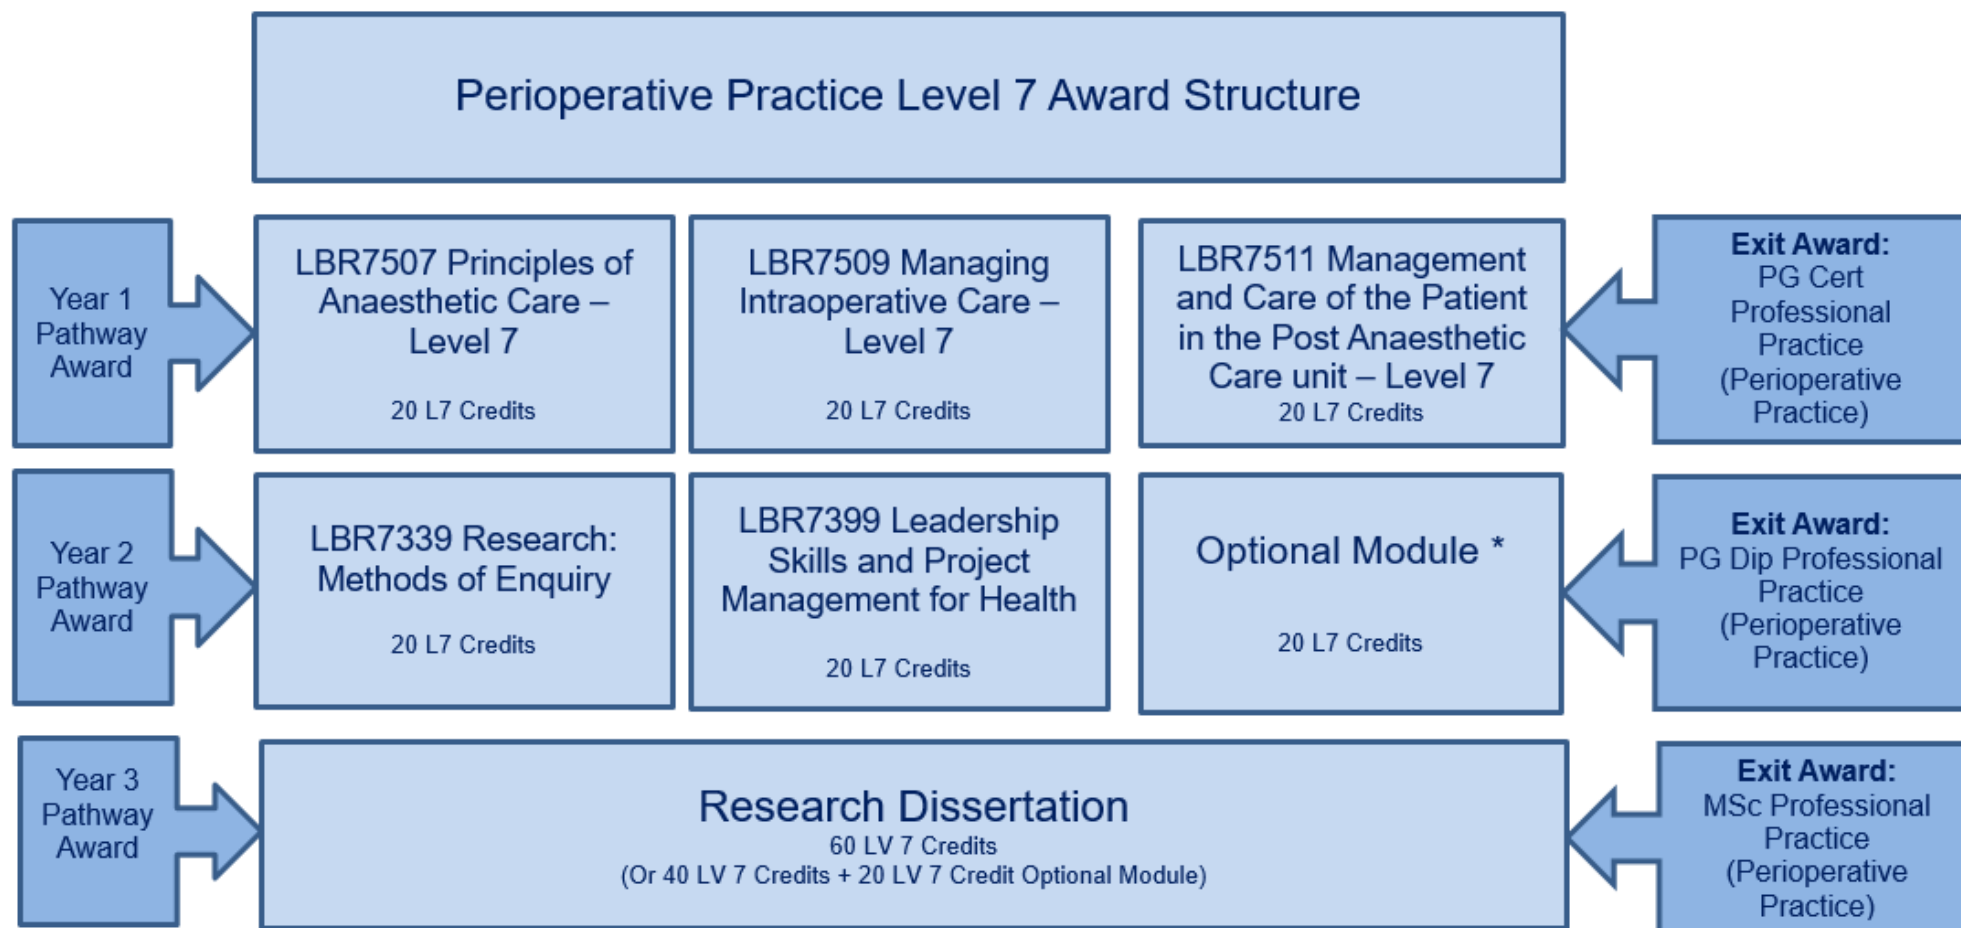 Perioperative Practice Level 7 Award Structure
Year 1
Pathway
Award
LBR7507 Principles of
Anaesthetic Care –
Level 7
20 L7 Credits
LBR7509 Managing
Intraoperative Care –
Level 7
20 L7 Credits
LBR7511 Management
and Care of the Patient
in the Post Anaesthetic
Care unit – Level 7
20 L7 Credits
Exit Award:
PG Cert
Professional
Practice
(Perioperative
Practice)
Year 2
Pathway
Award
LBR7339 Research:
Methods of Enquiry
20 L7 Credits
LBR7399 Leadership
Skills and Project
Management for Health
20 L7 Credits
Optional Module *
20 L7 Credits
Exit Award:
PG Dip Professional
Practice
(Perioperative
Practice)
Year 3
Pathway
Award
Research Dissertation
60 LV 7 Credits
(Or 40 LV 7 Credits + 20 LV 7 Credit Optional Module)
Exit Award:
MSc Professional
Practice
(Perioperative
Practice)